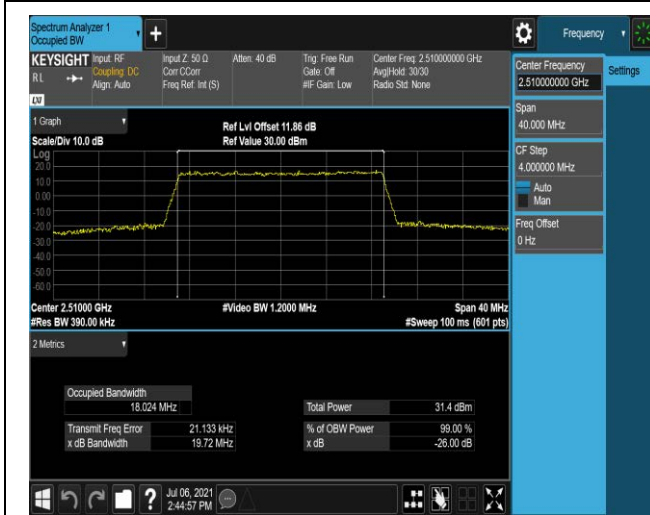 Spectrum Analyzer 1
Occupied BW
Frequency
KEYSIGHT
RL
Input: RF
Coupling: DC
Align: Auto
Input Z: 50 Ω
Corr CCorr
Freq Ref: Int (S)
Atten: 40 dB
Trig: Free Run
Gate: Off
#IF Gain: Low
Center Freq: 2.510000000 GHz
Avg|Hold: 30/30
Radio Std: None
Center Frequency
2.510000000 GHz
Settings
Span
40.000 MHz
CF Step
4.000000 MHz
Auto
Man
Freq Offset
0 Hz
1 Graph
Scale/Div 10.0 dB
Ref Lvl Offset 11.86 dB
Ref Value 30.00 dBm
Log
20.0
10.0
0.00
-10.0
-20.0
-30.0
-40.0
-50.0
-60.0
Center 2.51000 GHz
#Video BW 1.2000 MHz
Span 40 MHz
#Res BW 390.00 kHz
#Sweep 100 ms (601 pts)
2 Metrics
Occupied Bandwidth
18.024 MHz
Total Power 31.4 dBm
Transmit Freq Error 21.133 kHz
% of OBW Power 99.00 %
x dB Bandwidth 19.72 MHz
x dB -26.00 dB
Jul 06, 2021
2:44:57 PM